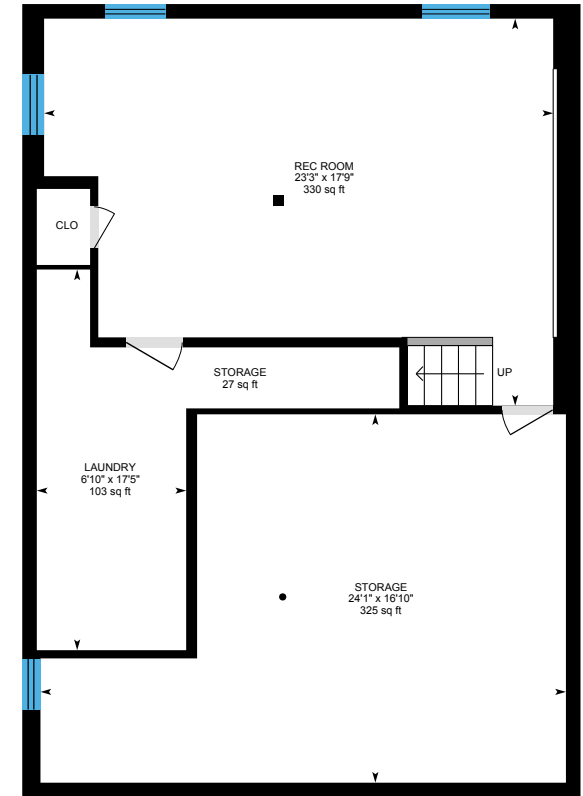 REC ROOM
23'3" x 17'9"
330 sq ft
CLO
STORAGE
27 sq ft
UP
LAUNDRY
6'10" x 17'5"
103 sq ft
STORAGE
24'1" x 16'10"
325 sq ft